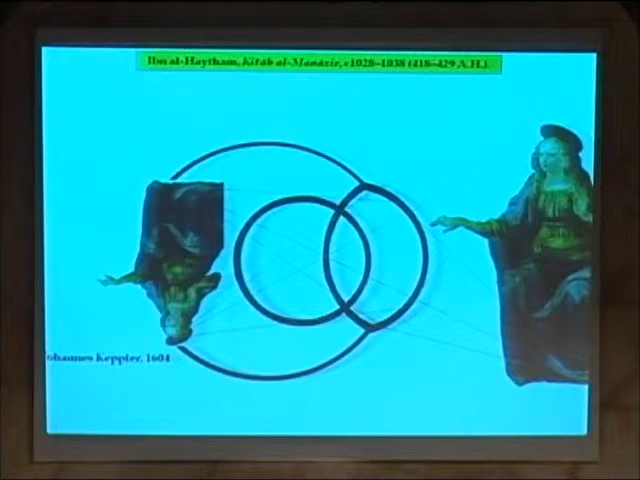 Ibn al-Haytham, Kitāb al-Manāzir, c1028–1038 (418–429 A.H.)
ohannes Keppler, 1604